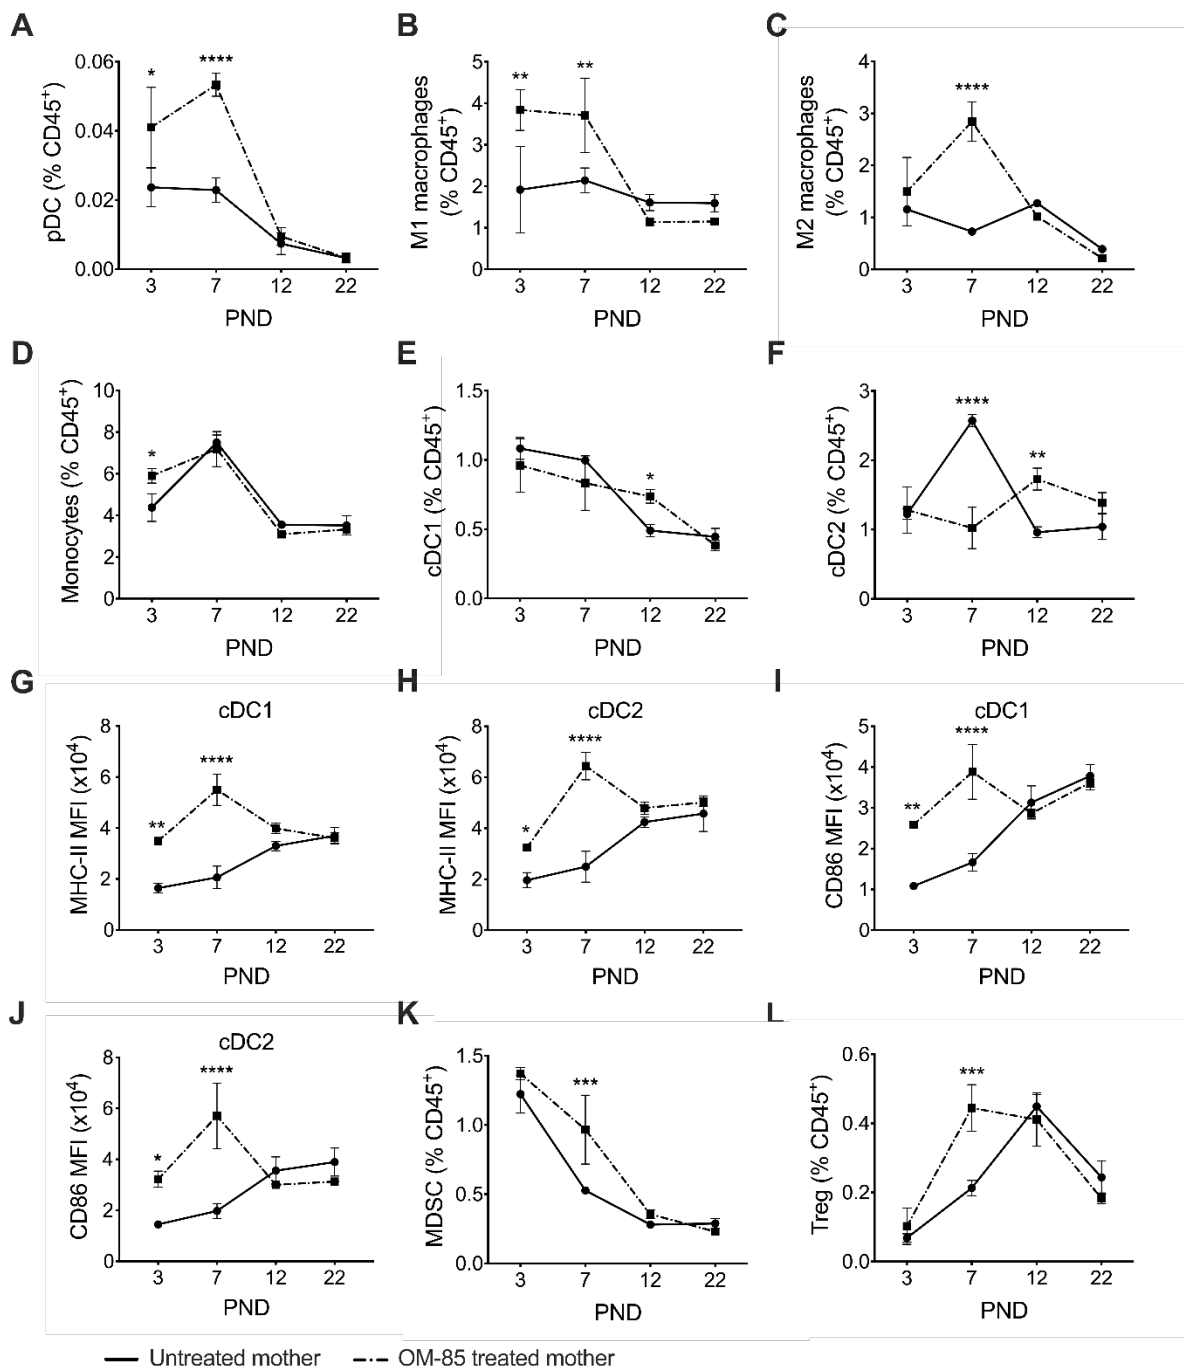 A
pDC (% CD45+)
0.06
0.04
0.02
0.00
*
****
3 7 12 22
PND
B
M1 macrophages
(% CD45+)
5
4
3
2
1
0
**
**
3 7 12 22
PND
C
M2 macrophages
(% CD45+)
4
3
2
1
0
****
3 7 12 22
PND
D
Monocytes (% CD45+)
10
8
6
4
2
0
*
3 7 12 22
PND
E
cDC1 (% CD45+)
1.5
1.0
0.5
0.0
*
3 7 12 22
PND
F
cDC2 (% CD45+)
3
2
1
0
****
**
3 7 12 22
PND
G
cDC1
MHC-II MFI (x10⁴)
8
6
4
2
0
**
****
3 7 12 22
PND
H
cDC2
MHC-II MFI (x10⁴)
8
6
4
2
0
*
****
3 7 12 22
PND
I
cDC1
CD86 MFI (x10⁴)
5
4
3
2
1
0
**
****
3 7 12 22
PND
J
cDC2
CD86 MFI (x10⁴)
8
6
4
2
0
*
****
3 7 12 22
PND
K
MDSC (% CD45+)
1.5
1.0
0.5
0.0
***
3 7 12 22
PND
L
Treg (% CD45+)
0.6
0.4
0.2
0.0
***
3 7 12 22
PND
Untreated mother OM-85 treated mother